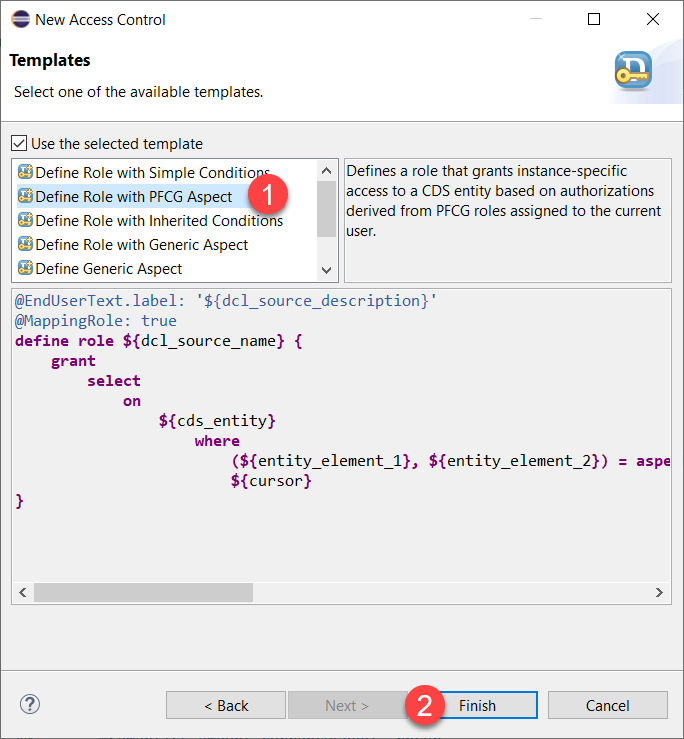 New Access Control
Templates
Select one of the available templates.
Use the selected template
Define Role with Simple Conditions
Define Role with PFCG Aspect
1
Define Role with Inherited Conditions
Define Role with Generic Aspect
Define Generic Aspect
Defines a role that grants instance-specific
access to a CDS entity based on authorizations
derived from PFCG roles assigned to the current
user.
@EndUserText.label: '${dcl_source_description}'
@MappingRole: true
define role ${dcl_source_name} {
grant
select
on
${cds_entity}
where
(${entity_element_1}, ${entity_element_2}) = aspe
${cursor}
}
?
< Back
Next >
2
Finish
Cancel